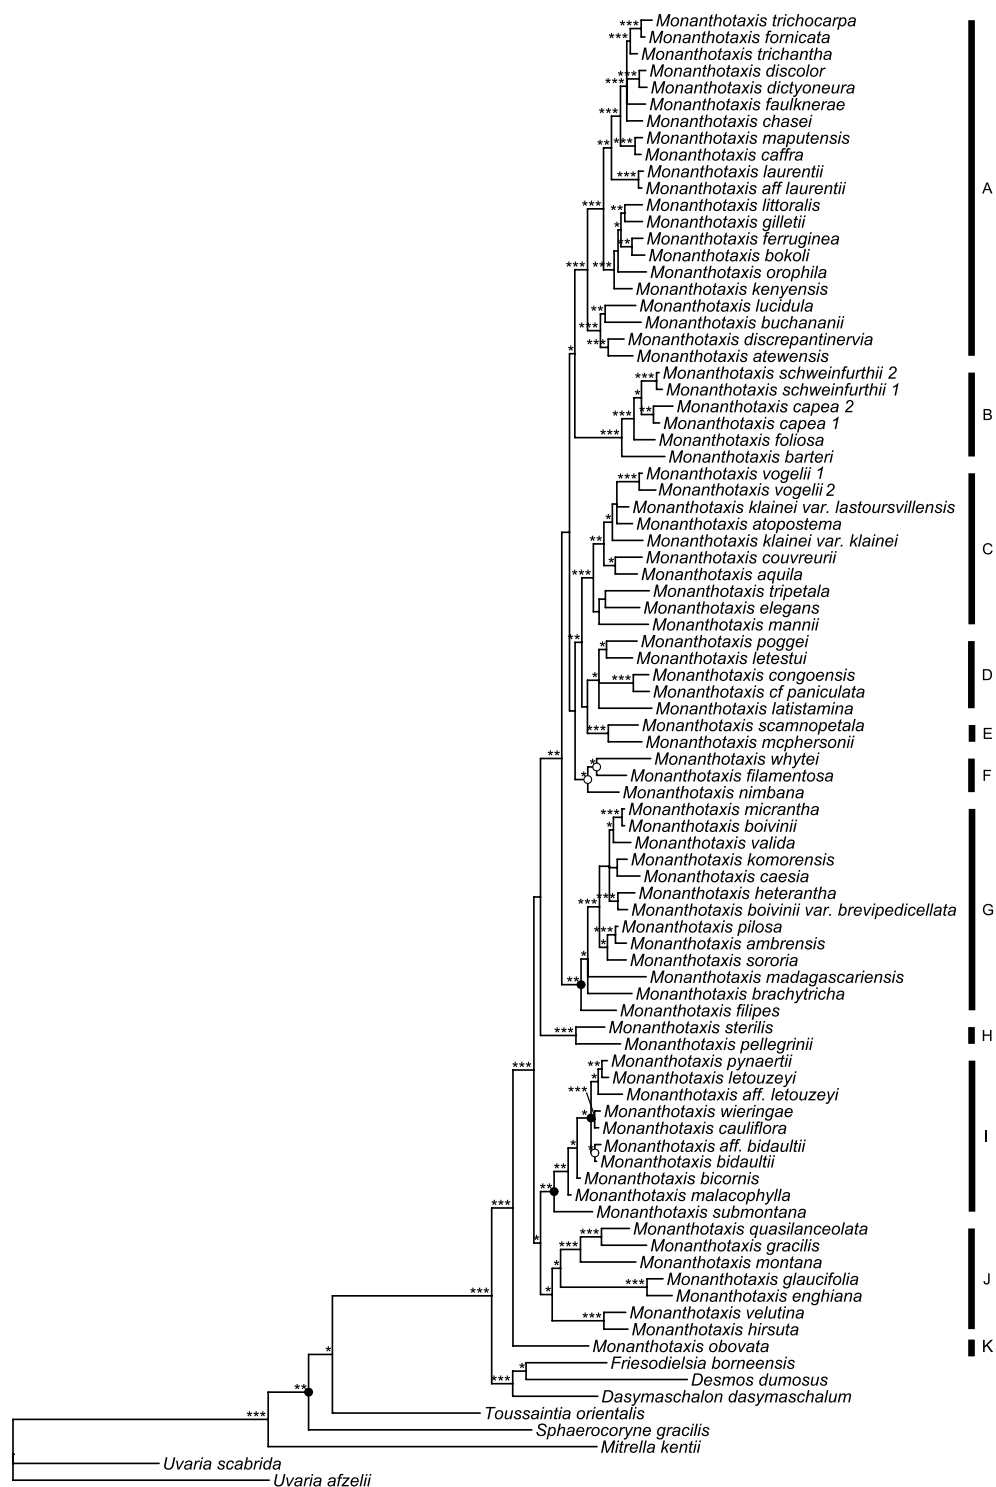 Monanthotaxis trichocarpa
Monanthotaxis fornicata
Monanthotaxis trichantha
Monanthotaxis discolor
Monanthotaxis dictyoneura
Monanthotaxis faulknerae
Monanthotaxis chasei
Monanthotaxis maputensis
Monanthotaxis caffra
Monanthotaxis laurentii
Monanthotaxis aff laurentii
A
Monanthotaxis littoralis
Monanthotaxis gilletii
Monanthotaxis ferruginea
Monanthotaxis bokoli
Monanthotaxis orophila
Monanthotaxis kenyensis
Monanthotaxis lucidula
Monanthotaxis buchananii
Monanthotaxis discrepantinervia
Monanthotaxis atewensis
Monanthotaxis schweinfurthii 2
Monanthotaxis schweinfurthii 1
Monanthotaxis capea 2
B
Monanthotaxis capea 1
Monanthotaxis foliosa
Monanthotaxis barteri
Monanthotaxis vogelii 1
Monanthotaxis vogelii 2
Monanthotaxis klainei var. lastoursvillensis
Monanthotaxis atopostema
Monanthotaxis klainei var. klainei
C
Monanthotaxis couvreurii
Monanthotaxis aquila
Monanthotaxis tripetala
Monanthotaxis elegans
Monanthotaxis mannii
Monanthotaxis poggei
Monanthotaxis letestui
Monanthotaxis congoensis
D
Monanthotaxis cf paniculata
Monanthotaxis latistamina
Monanthotaxis scamnopetala
E
Monanthotaxis mcphersonii
Monanthotaxis whytei
Monanthotaxis filamentosa
F
Monanthotaxis nimbana
Monanthotaxis micrantha
Monanthotaxis boivinii
Monanthotaxis valida
Monanthotaxis komorensis
Monanthotaxis caesia
Monanthotaxis heterantha
Monanthotaxis boivinii var. brevipedicellata
G
Monanthotaxis pilosa
Monanthotaxis ambrensis
Monanthotaxis sororia
Monanthotaxis madagascariensis
Monanthotaxis brachytricha
Monanthotaxis filipes
Monanthotaxis sterilis
H
Monanthotaxis pellegrinii
Monanthotaxis pynaertii
Monanthotaxis letouzeyi
Monanthotaxis aff. letouzeyi
Monanthotaxis wieringae
Monanthotaxis cauliflora
I
Monanthotaxis aff. bidaultii
Monanthotaxis bidaultii
Monanthotaxis bicornis
Monanthotaxis malacophylla
Monanthotaxis submontana
Monanthotaxis quasilanceolata
Monanthotaxis gracilis
Monanthotaxis montana
Monanthotaxis glaucifolia
J
Monanthotaxis enghiana
Monanthotaxis velutina
Monanthotaxis hirsuta
Monanthotaxis obovata
K
Friesodielsia borneensis
Desmos dumosus
Dasymaschalon dasymaschalum
Toussaintia orientalis
Sphaerocoryne gracilis
Mitrella kentii
Uvaria scabrida
Uvaria afzelii